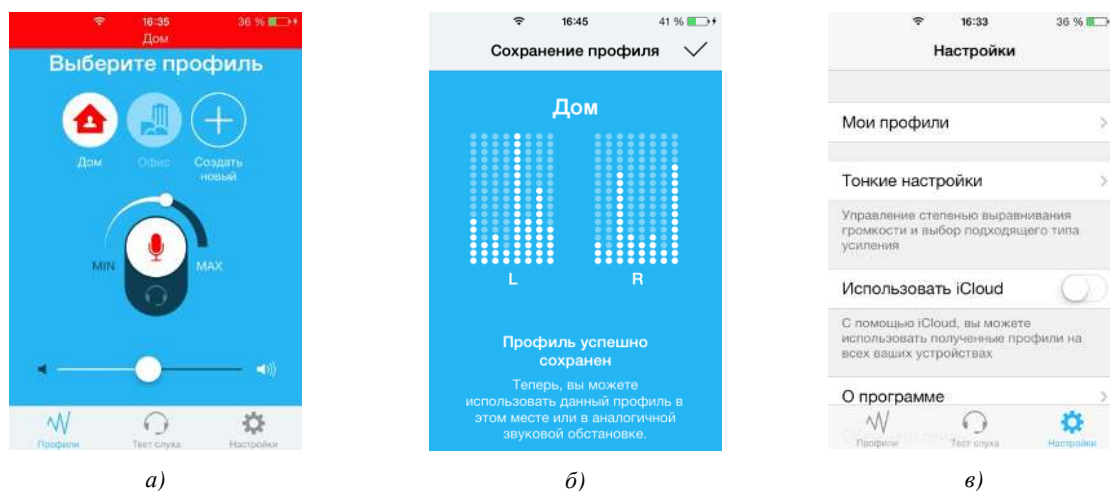 16:35
36 %
Дом
Выберите профиль
Дом
Офис
Создать
новый
MIN
MAX
Профили
Тест слуха
Настройки
а)
16:45
41 %
Сохранение профиля
Дом
L
R
Профиль успешно
сохранен
Теперь, вы можете
использовать данный профиль в
этом месте или в аналогичной
звуковой обстановке.
б)
16:33
36 %
Настройки
Мои профили
Тонкие настройки
Управление степенью выравнивания
громкости и выбор подходящего типа
усиления
Использовать iCloud
С помощью iCloud, вы можете
использовать полученные профили на
всех ваших устройствах
О программе
Профили
Тест слуха
Настройки
в)